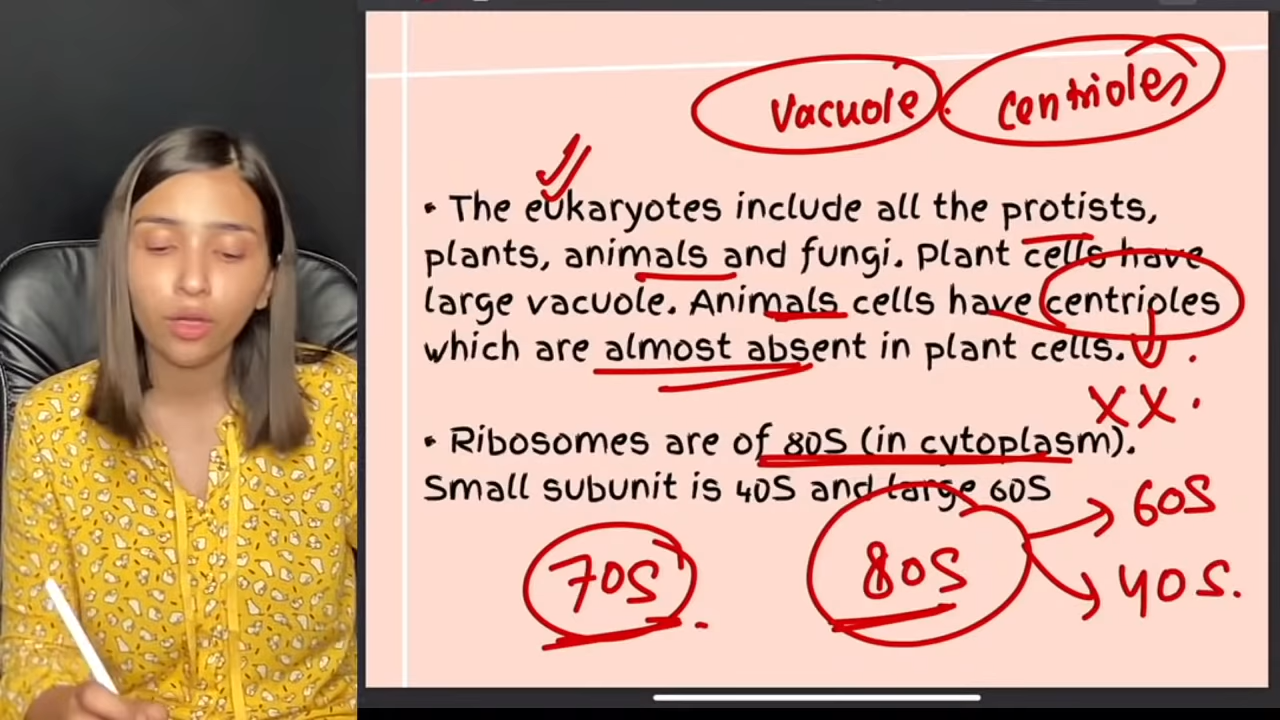 Vacuole. Centrioles
• The eukaryotes include all the protists,
plants, animals and fungi. Plant cells have
large vacuole. Animals cells have centrioles
which are almost absent in plant cells.
X X
• Ribosomes are of 80S (in cytoplasm).
Small subunit is 40S and large 60S
60S
70S. 80S
40S.